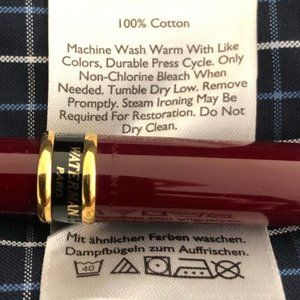 100% Cotton
Machine Wash Warm With Like
Colors, Durable Press Cycle. Only
Non-Chlorine Bleach When
Needed. Tumble Dry Low. Remove
Promptly. Steam Ironing May Be
Required For Restoration. Do Not
Dry Clean.
WATERMAN
PARIS
Mit ähnlichen Farben waschen.
Dampfbügeln zum Auffrischen.
40